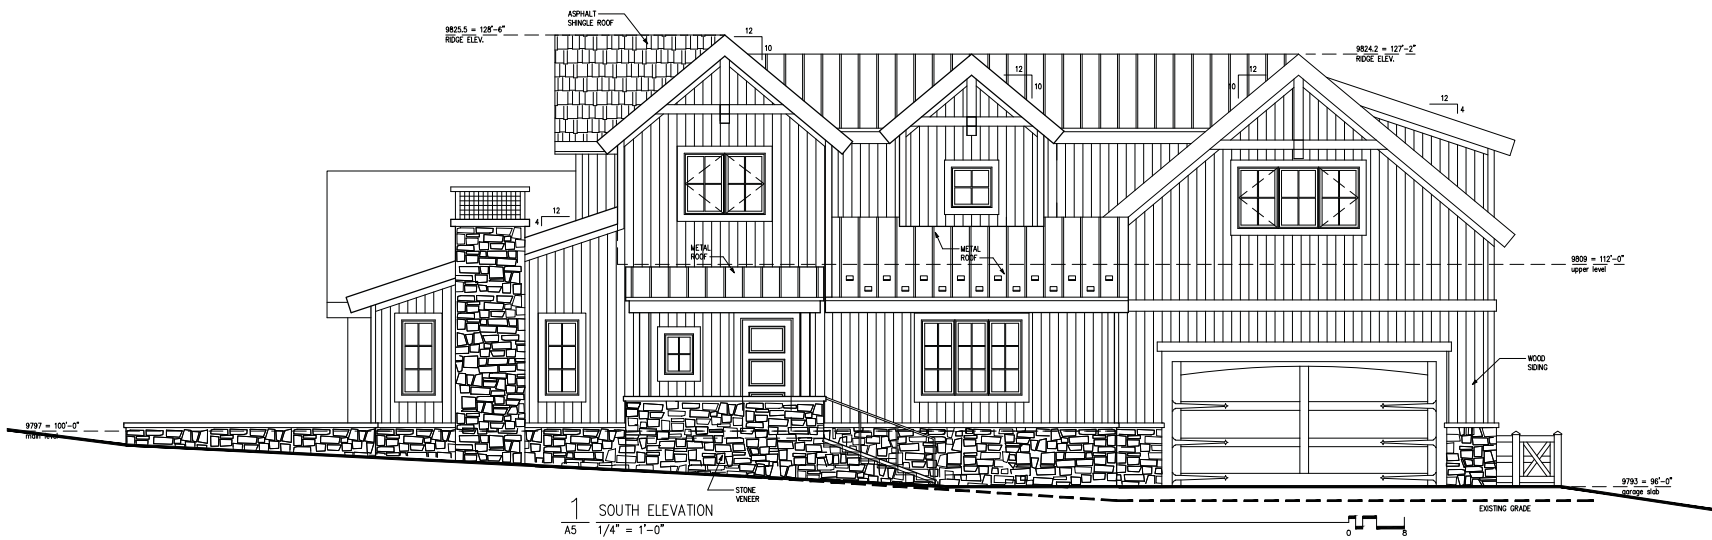 ASPHALT
SHINGLE ROOF
9825.5 = 128'-6"
RIDGE ELEV.
12
10
9824.2 = 127'-2"
RIDGE ELEV.
12
10
12
10
12
4
12
4
METAL
ROOF
METAL
ROOF
9809 = 112'-0"
upper level
WOOD
SIDING
9797 = 100'-0"
main level
STONE
VENEER
9793 = 96'-0"
garage slab
EXISTING GRADE
1 SOUTH ELEVATION
A5 1/4" = 1'-0"
0 8